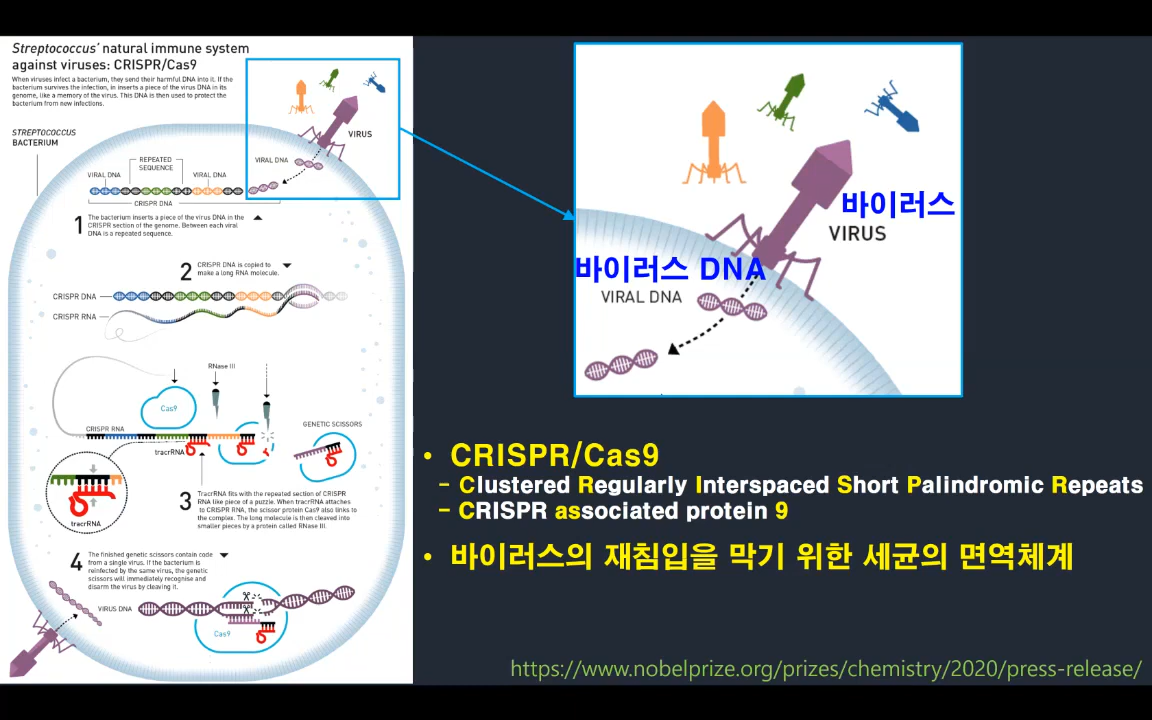 Streptococcus' natural immune system
against viruses: CRISPR/Cas9
When viruses infect a bacterium, they send their harmful DNA into it. If the
bacterium survives the infection, in inserts a piece of the virus DNA in its
genome, like a memory of the virus. This DNA is then used to protect the
bacterium from new infections.
STREPTOCOCCUS
BACTERIUM
VIRUS
VIRAL DNA
REPEATED
SEQUENCE
VIRAL DNA
VIRAL DNA
CRISPR DNA
1
The bacterium inserts a piece of the virus DNA in the
CRISPR section of the genome. Between each viral
DNA is a repeated sequence.
2
CRISPR DNA is copied to
make a long RNA molecule.
CRISPR DNA
CRISPR RNA
RNase III
Cas9
CRISPR RNA
tracrRNA
GENETIC SCISSORS
tracrRNA
3
TracrRNA fits with the repeated section of CRISPR
RNA like piece of a puzzle. When tracrRNA attaches
to CRISPR RNA, the scissor protein Cas9 also links to
the complex. The long molecule is then cleaved into
smaller pieces by a protein called RNase III.
4
The finished genetic scissors contain code
from a single virus. If the bacterium is
reinfected by the same virus, the genetic
scissors will immediately recognise and
disarm the virus by cleaving it.
VIRUS DNA
Cas9
바이러스
VIRUS
바이러스 DNA
VIRAL DNA
• CRISPR/Cas9
– Clustered Regularly Interspaced Short Palindromic Repeats
– CRISPR associated protein 9
• 바이러스의 재침입을 막기 위한 세균의 면역체계
https://www.nobelprize.org/prizes/chemistry/2020/press-release/